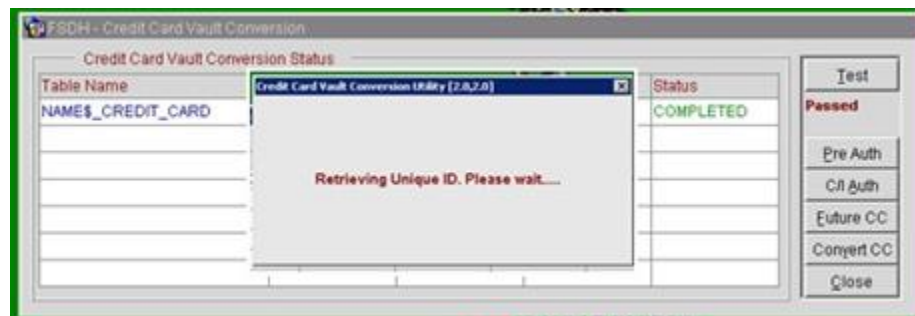 FSDH - Credit Card Vault Conversion
Credit Card Vault Conversion Status
Table Name
Status
NAME$_CREDIT_CARD
COMPLETED
Credit Card Vault Conversion Utility [2.0,2.0]
Retrieving Unique ID. Please wait.....
Test
Passed
Pre Auth
C/I Auth
Future CC
Convert CC
Close